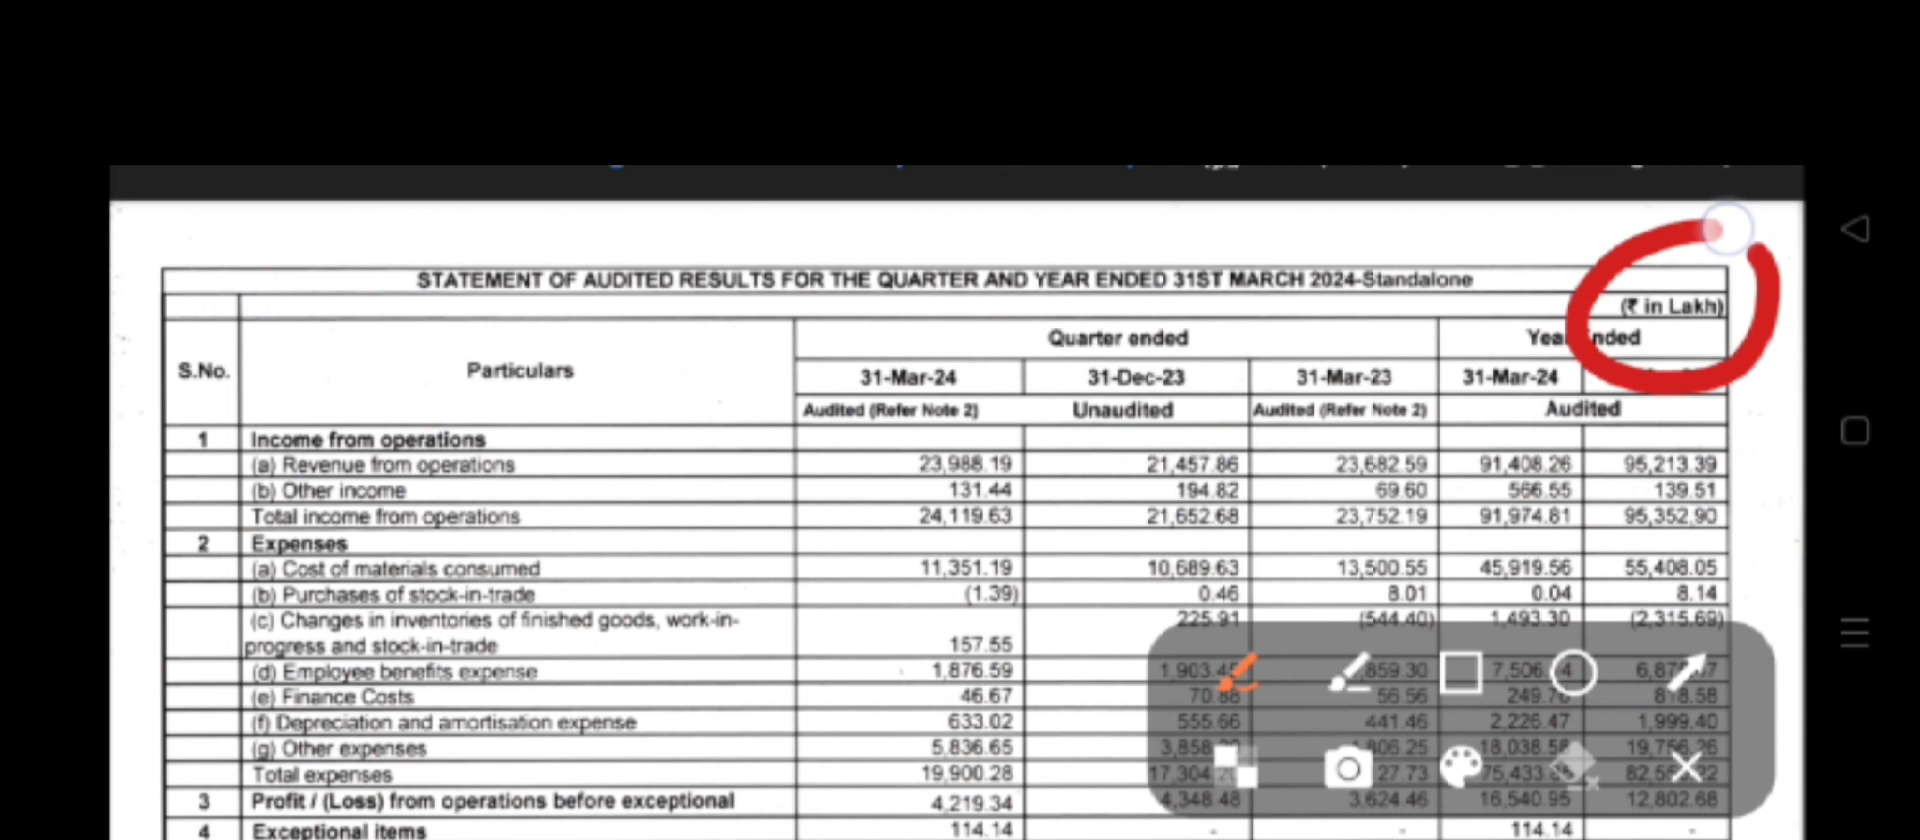 STATEMENT OF AUDITED RESULTS FOR THE QUARTER AND YEAR ENDED 31ST MARCH 2024-Standalone
(₹ in Lakh)
S.No. Particulars Quarter ended
31-Mar-24 31-Dec-23 31-Mar-23 31-Mar-24
Audited (Refer Note 2) Unaudited Audited (Refer Note 2) Audited
1 Income from operations
(a) Revenue from operations 23,988.19 21,457.86 23,682.59 91,408.26 95,213.39
(b) Other income 131.44 194.82 69.60 566.55 139.51
Total income from operations 24,119.63 21,652.68 23,752.19 91,974.81 95,352.90
2 Expenses
(a) Cost of materials consumed 11,351.19 10,689.63 13,500.55 45,919.56 55,408.05
(b) Purchases of stock-in-trade (1.39) 0.46 8.01 0.04 8.14
(c) Changes in inventories of finished goods, work-in- 225.91 (544.40) 1,493.30 (2,315.69)
progress and stock-in-trade 157.55
(d) Employee benefits expense 1,876.59
(e) Finance Costs 46.67 70.88 56.56 249.76 818.58
(f) Depreciation and amortisation expense 633.02 555.66 441.46 2,226.47 1,999.40
(g) Other expenses 5,836.65 18,038.58
Total expenses 19,900.28
3 Profit / (Loss) from operations before exceptional 4,219.34 4,348.48 3,624.46 16,540.95 12,802.68
4 Exceptional items 114.14 - - 114.14 -